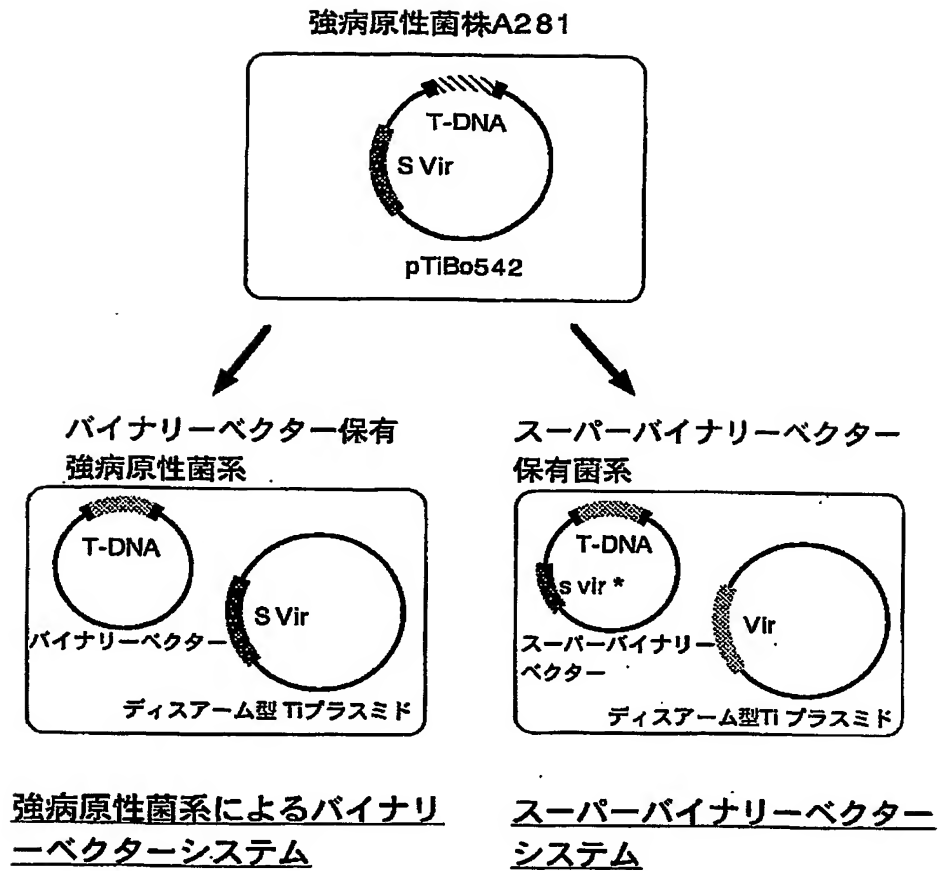 強病原性菌株A281
T-DNA
S Vir
pTiBo542
バイナリーベクター保有
強病原性菌系
T-DNA
S Vir
バイナリーベクター
ディスアーム型 Tiプラスミド
スーパーバイナリーベクター
保有菌系
T-DNA
s vir *
Vir
スーパーバイナリー
ベクター
ディスアーム型Ti プラスミド
強病原性菌系によるバイナリ
ーベクターシステム
スーパーバイナリーベクター
システム